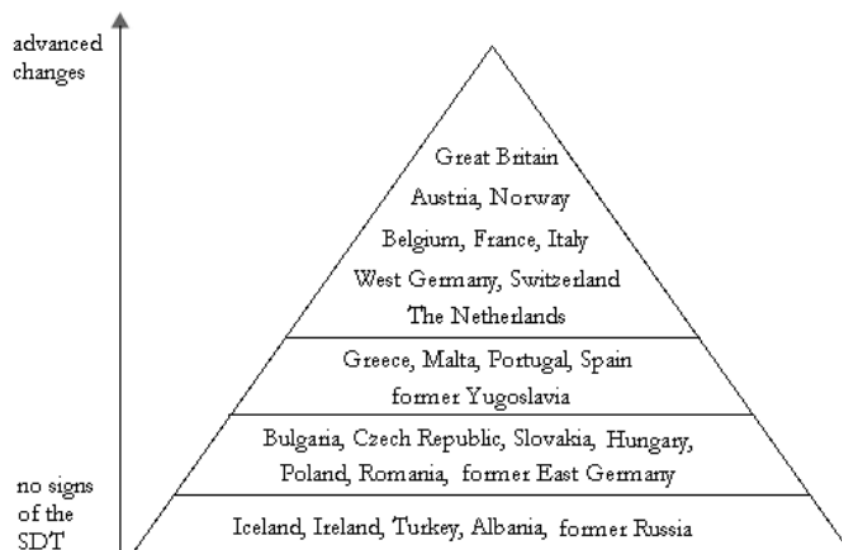 advanced
changes
Great Britain
Austria, Norway
Belgium, France, Italy
West Germany, Switzerland
The Netherlands
Greece, Malta, Portugal, Spain
former Yugoslavia
Bulgaria, Czech Republic, Slovakia, Hungary,
Poland, Romania, former East Germany
no signs
of the
SDT
Iceland, Ireland, Turkey, Albania, former Russia